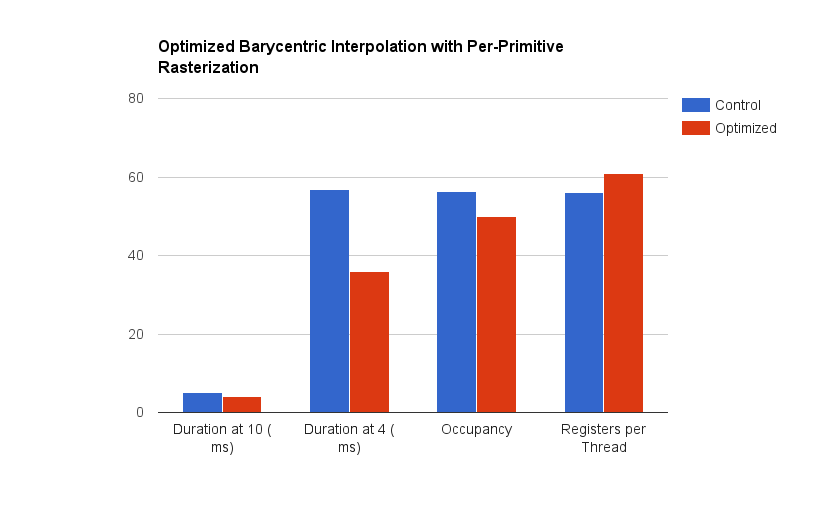 Optimized Barycentric Interpolation with Per-Primitive
Rasterization
80
60
40
20
0
Control
Optimized
Duration at 10 (
ms)
Duration at 4 (
ms)
Occupancy
Registers per
Thread